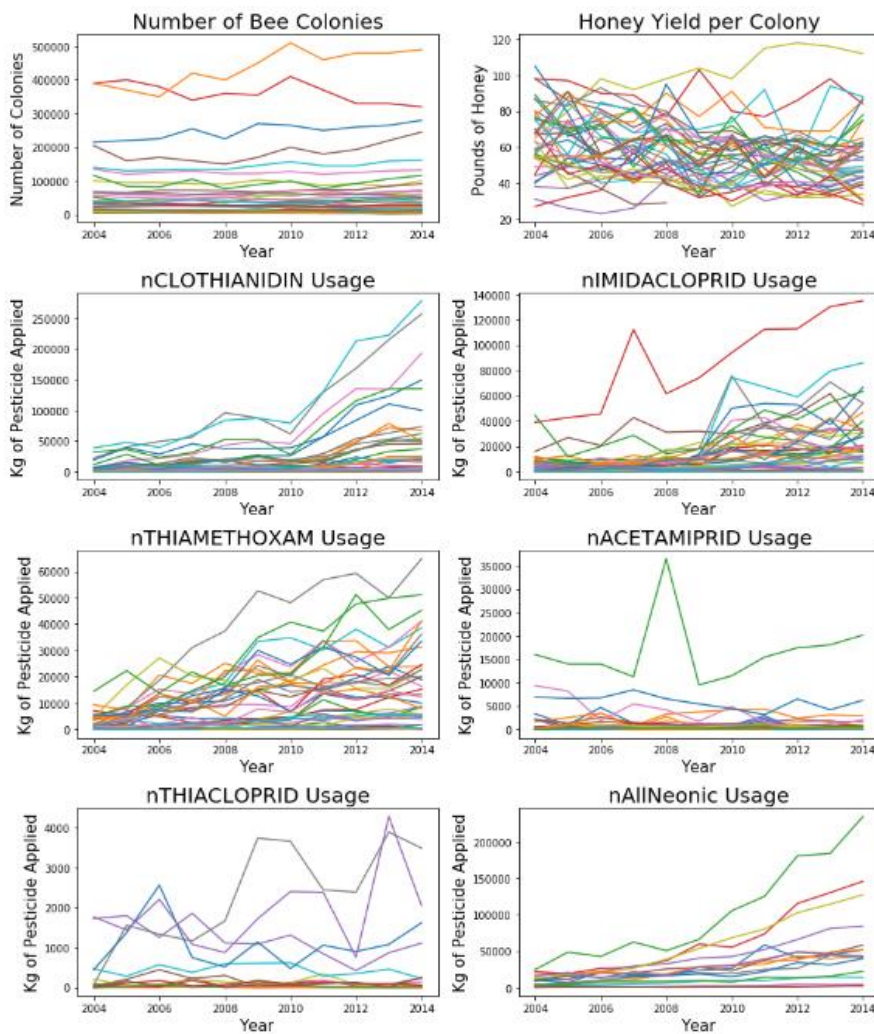 Number of Bee Colonies
Number of Colonies
500000
400000
300000
200000
100000
0
2004 2006 2008 2010 2012 2014
Year
Honey Yield per Colony
Pounds of Honey
120
100
80
60
40
20
2004 2006 2008 2010 2012 2014
Year
nCLOTHIANIDIN Usage
Kg of Pesticide Applied
250000
200000
150000
100000
50000
0
2004 2006 2008 2010 2012 2014
Year
nIMIDACLOPRID Usage
Kg of Pesticide Applied
140000
120000
100000
80000
60000
40000
20000
0
2004 2006 2008 2010 2012 2014
Year
nTHIAMETHOXAM Usage
Kg of Pesticide Applied
60000
50000
40000
30000
20000
10000
0
2004 2006 2008 2010 2012 2014
Year
nACETAMIPRID Usage
Kg of Pesticide Applied
35000
30000
25000
20000
15000
10000
5000
0
2004 2006 2008 2010 2012 2014
Year
nTHIACLOPRID Usage
Kg of Pesticide Applied
4000
3000
2000
1000
0
2004 2006 2008 2010 2012 2014
Year
nAllNeonic Usage
Kg of Pesticide Applied
200000
150000
100000
50000
0
2004 2006 2008 2010 2012 2014
Year